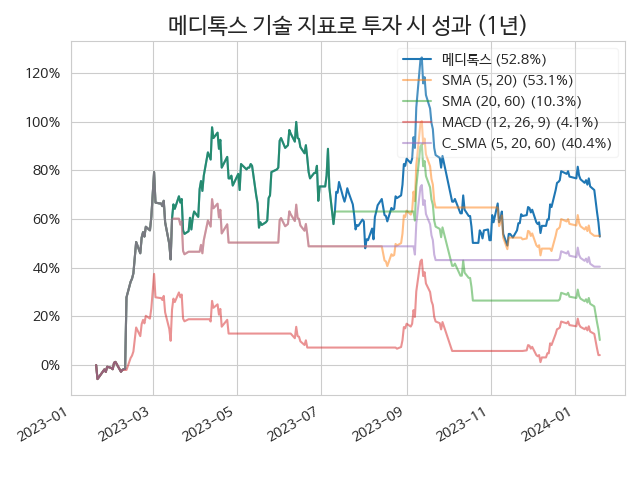 메디톡스 기술 지표로 투자 시 성과 (1년)
메디톡스 (52.8%)
SMA (5, 20) (53.1%)
SMA (20, 60) (10.3%)
MACD (12, 26, 9) (4.1%)
C_SMA (5, 20, 60) (40.4%)
120%
100%
80%
60%
40%
20%
0%
2023-01
2023-03
2023-05
2023-07
2023-09
2023-11
2024-01